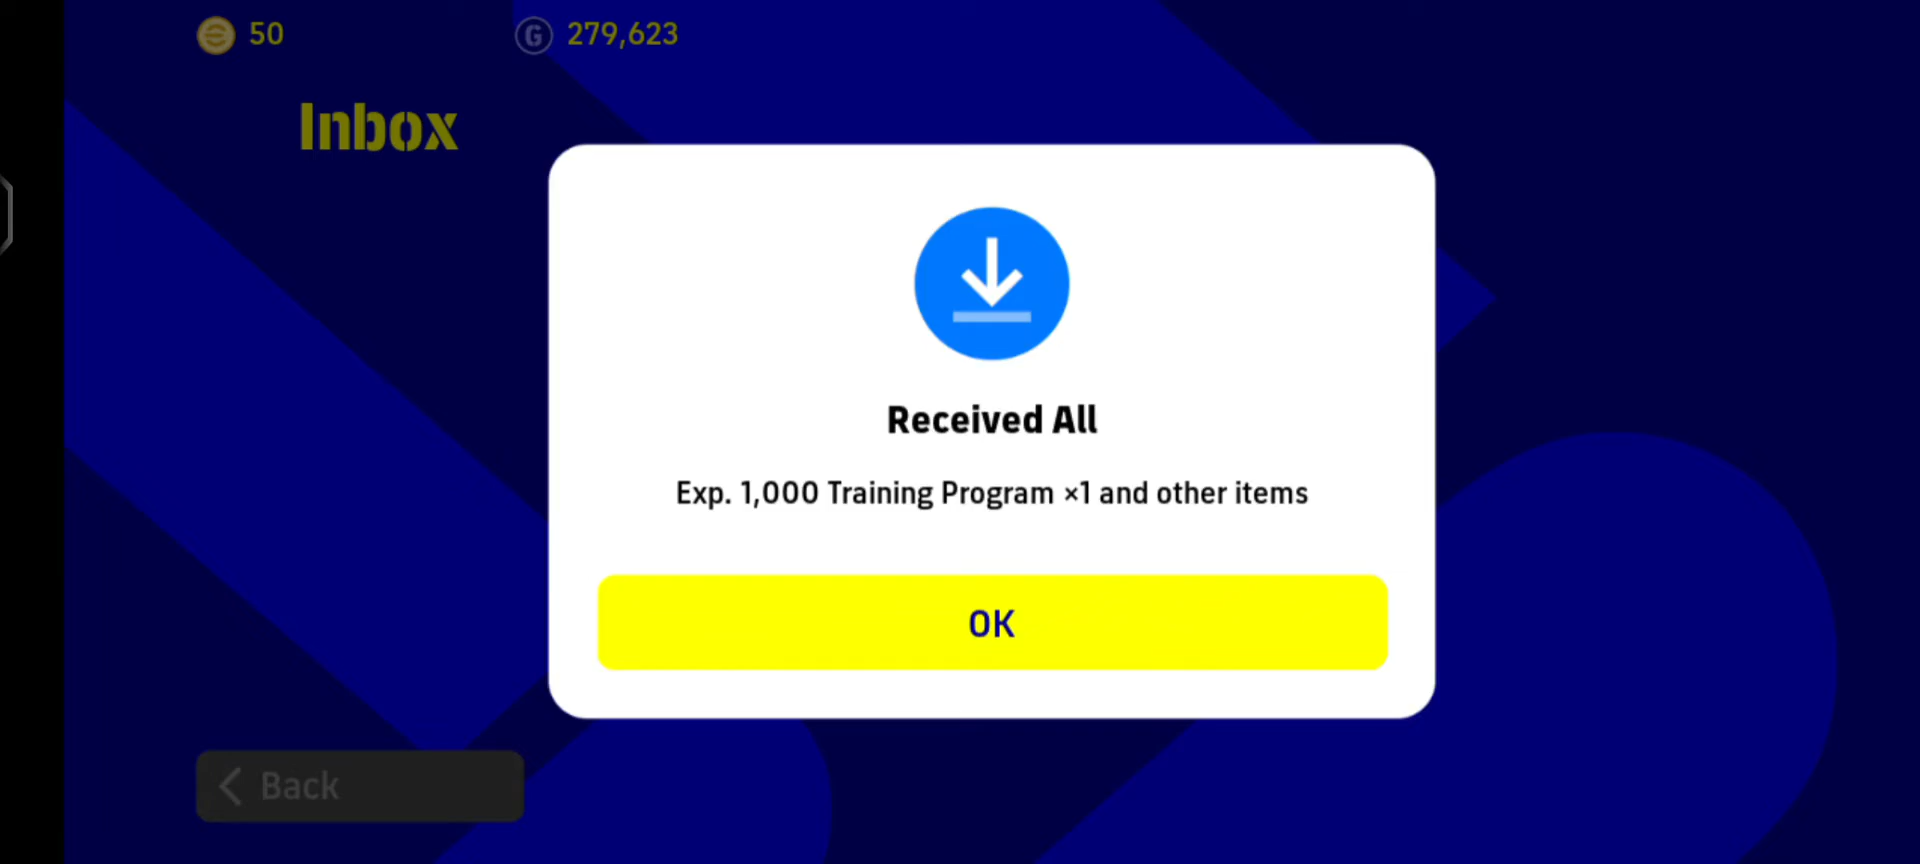 50
G 279,623
Inbox
Received All
Exp. 1,000 Training Program ×1 and other items
OK
Back